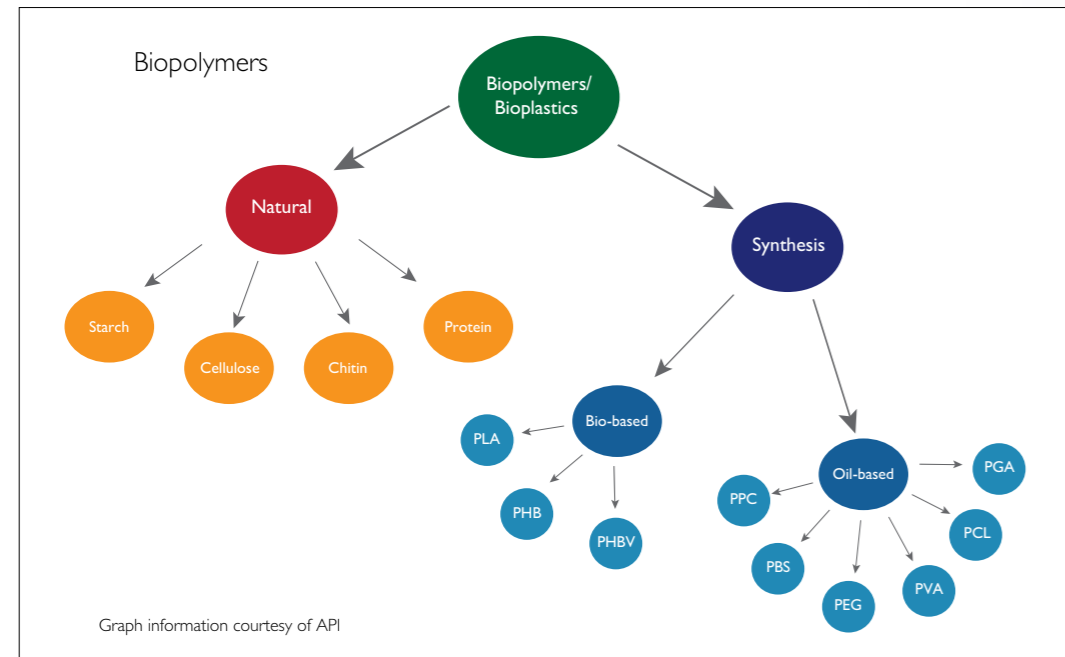 Biopolymers
Biopolymers/
Bioplastics
Natural
Synthesis
Starch
Cellulose
Chitin
Protein
Bio-based
PLA
PHB
PHBV
Oil-based
PPC
PBS
PEG
PVA
PCL
PGA
Graph information courtesy of API